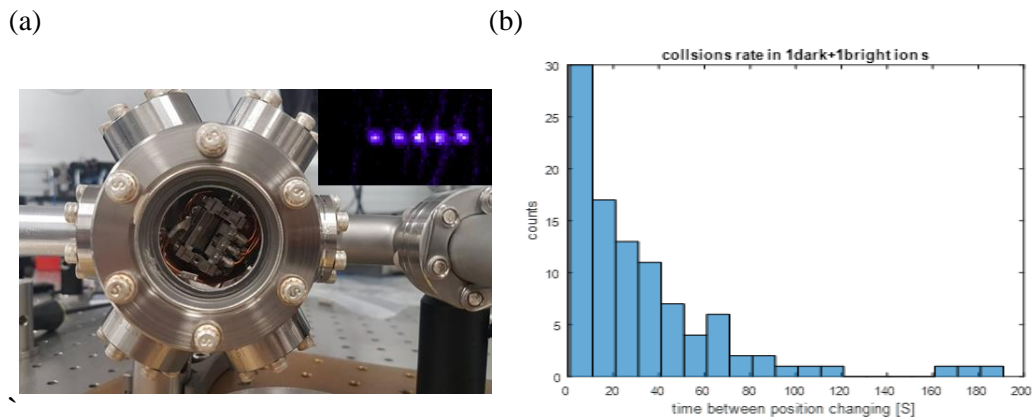 (a)
(b)
collsions rate in 1dark+1bright ion s
30
25
20
15
10
5
0
counts
0 20 40 60 80 100 120 140 160 180 200
time between position changing [S]
`